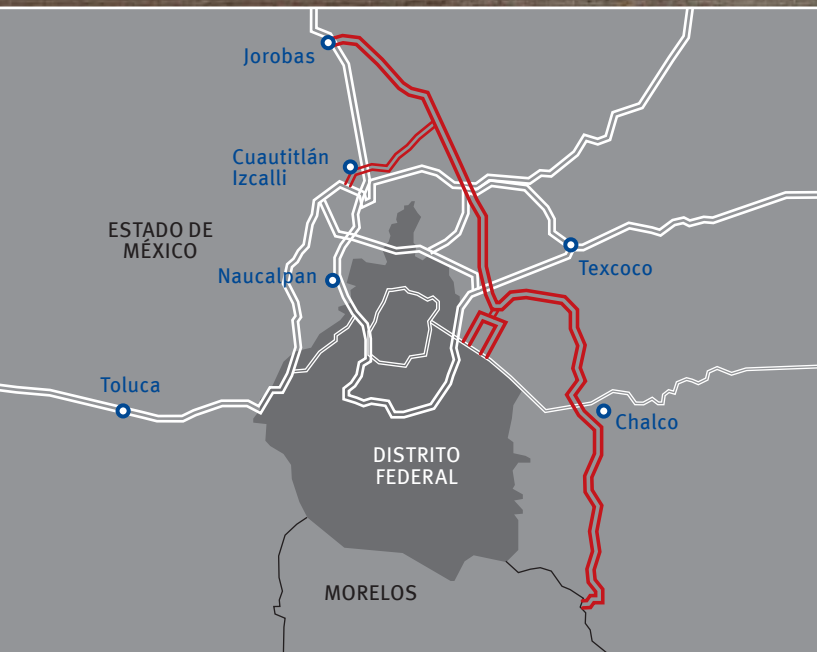 Jorobas
Cuautitlán
Izcalli
ESTADO DE
MÉXICO
Naucalpan
Texcoco
Toluca
Chalco
DISTRITO
FEDERAL
MORELOS